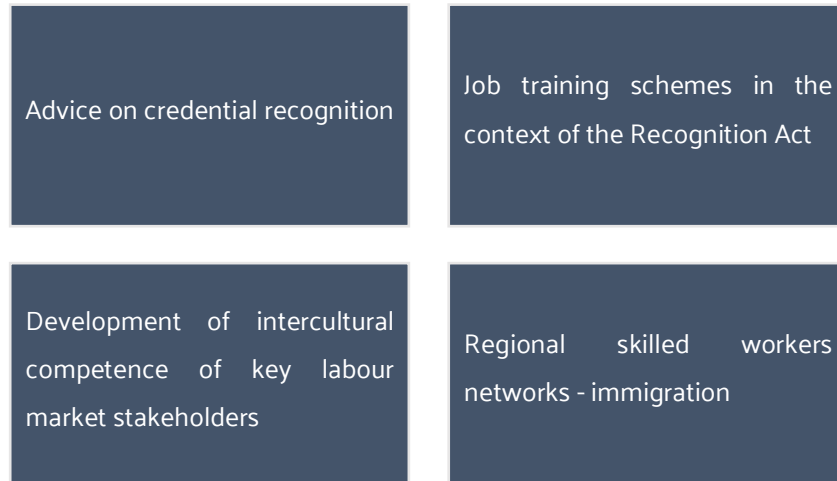 Advice on credential recognition
Job training schemes in the
context of the Recognition Act
Development of intercultural
competence of key labour
market stakeholders
Regional skilled workers
networks - immigration